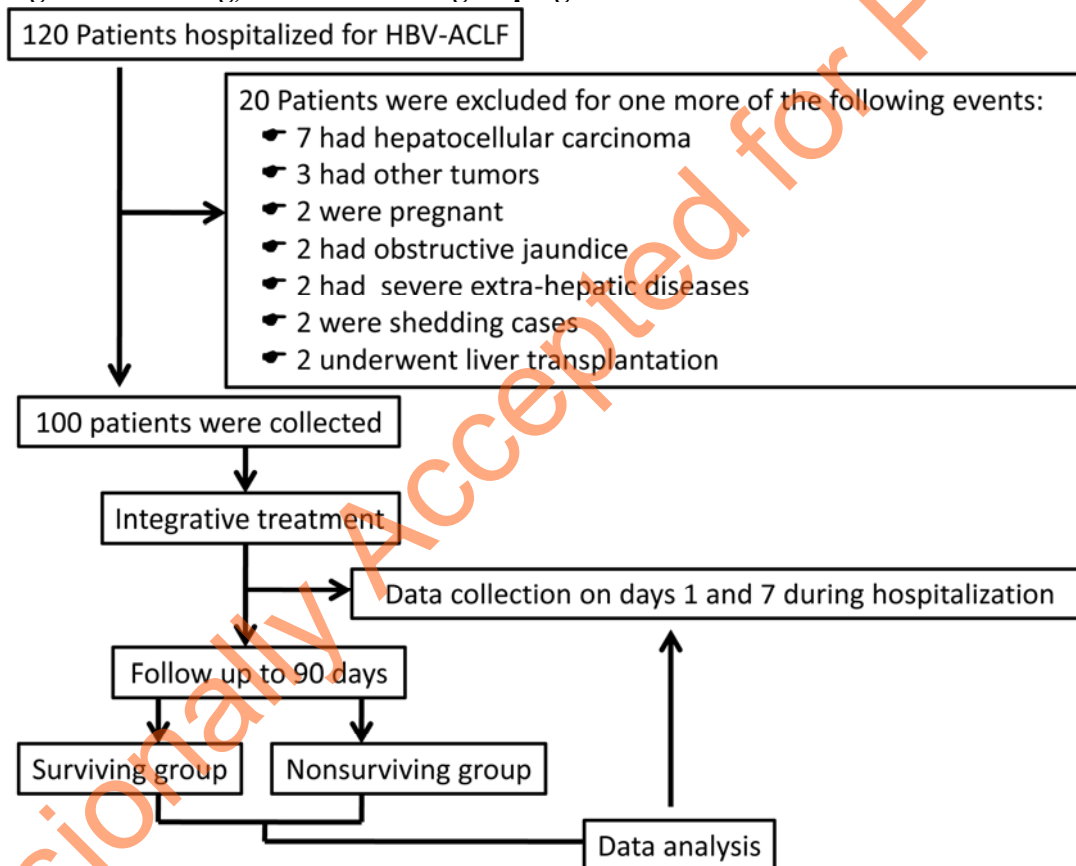 120 Patients hospitalized for HBV-ACLF
20 Patients were excluded for one more of the following events:
7 had hepatocellular carcinoma
3 had other tumors
2 were pregnant
2 had obstructive jaundice
2 had severe extra-hepatic diseases
2 were shedding cases
2 underwent liver transplantation
100 patients were collected
Integrative treatment
Data collection on days 1 and 7 during hospitalization
Follow up to 90 days
Surviving group
Nonsurviving group
Data analysis
sionally Accepted for P